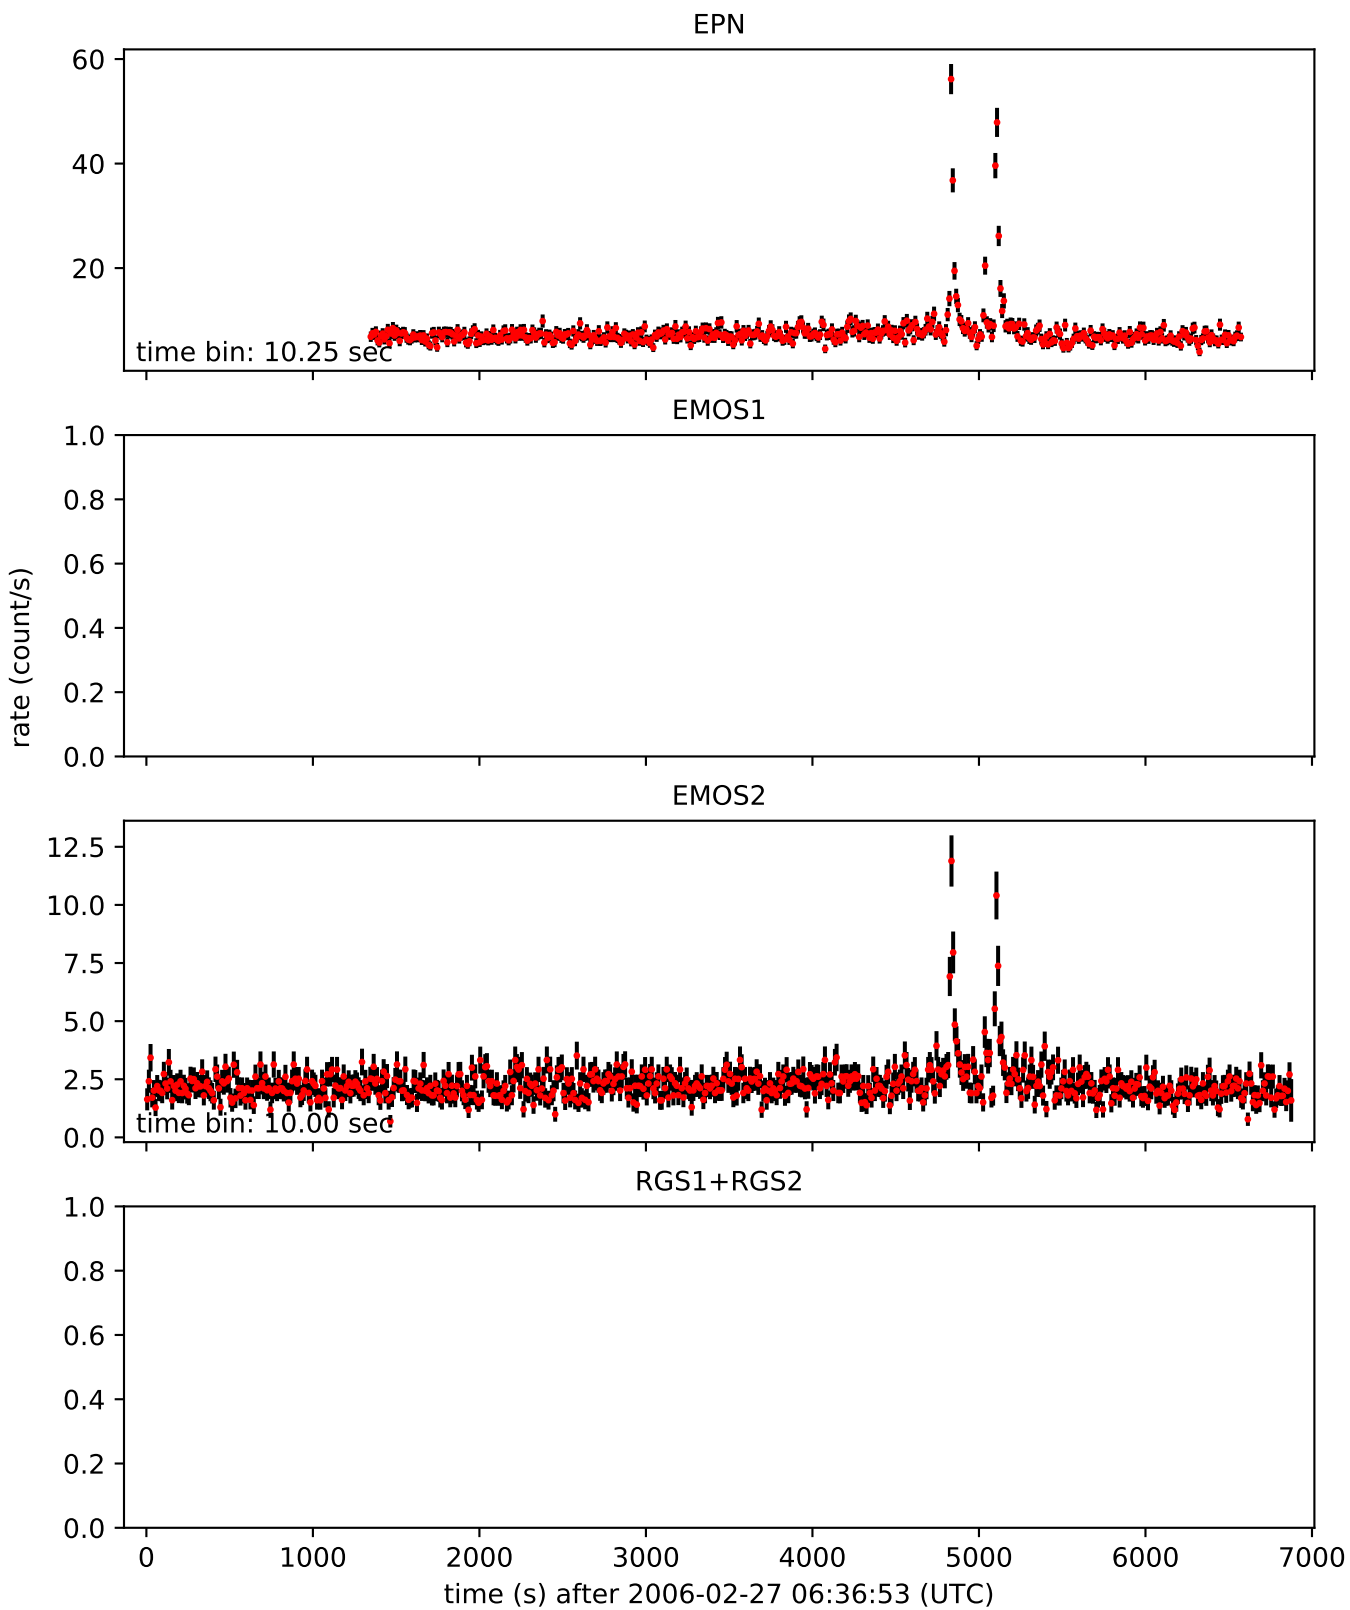 EPN
60
40
20
time bin: 10.25 sec
EMOS1
1.0
0.8
0.6
0.4
0.2
0.0
rate (count/s)
EMOS2
12.5
10.0
7.5
5.0
2.5
0.0
time bin: 10.00 sec
RGS1+RGS2
1.0
0.8
0.6
0.4
0.2
0.0
0 1000 2000 3000 4000 5000 6000 7000
time (s) after 2006-02-27 06:36:53 (UTC)